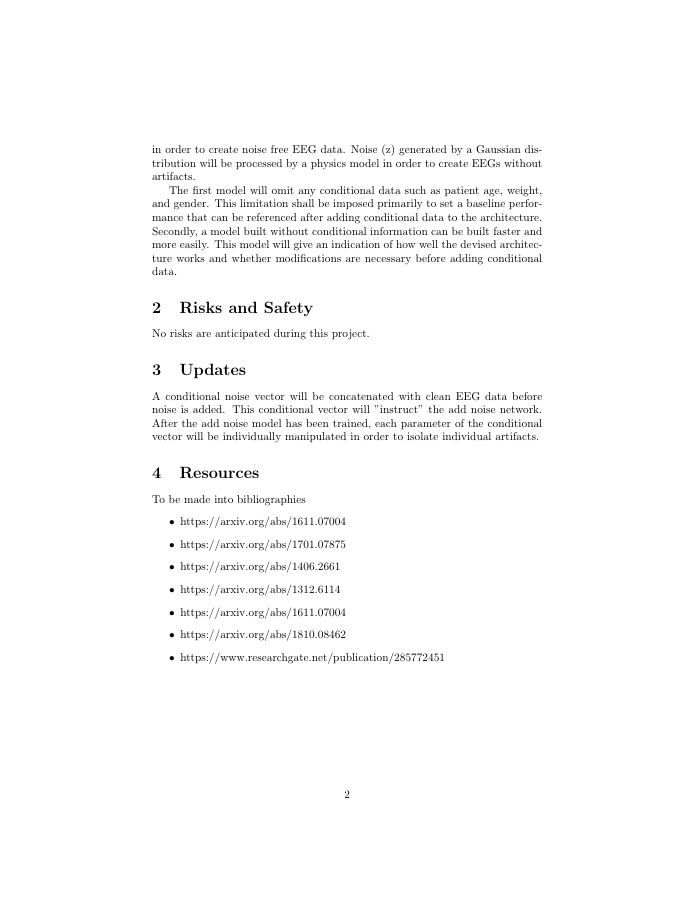 in order to create noise free EEG data. Noise (z) generated by a Gaussian dis-
tribution will be processed by a physics model in order to create EEGs without
artifacts.
The first model will omit any conditional data such as patient age, weight,
and gender. This limitation shall be imposed primarily to set a baseline perfor-
mance that can be referenced after adding conditional data to the architecture.
Secondly, a model built without conditional information can be built faster and
more easily. This model will give an indication of how well the devised architec-
ture works and whether modifications are necessary before adding conditional
data.
2 Risks and Safety
No risks are anticipated during this project.
3 Updates
A conditional noise vector will be concatenated with clean EEG data before
noise is added. This conditional vector will ”instruct” the add noise network.
After the add noise model has been trained, each parameter of the conditional
vector will be individually manipulated in order to isolate individual artifacts.
4 Resources
To be made into bibliographies
• https://arxiv.org/abs/1611.07004
• https://arxiv.org/abs/1701.07875
• https://arxiv.org/abs/1406.2661
• https://arxiv.org/abs/1312.6114
• https://arxiv.org/abs/1611.07004
• https://arxiv.org/abs/1810.08462
• https://www.researchgate.net/publication/285772451
2